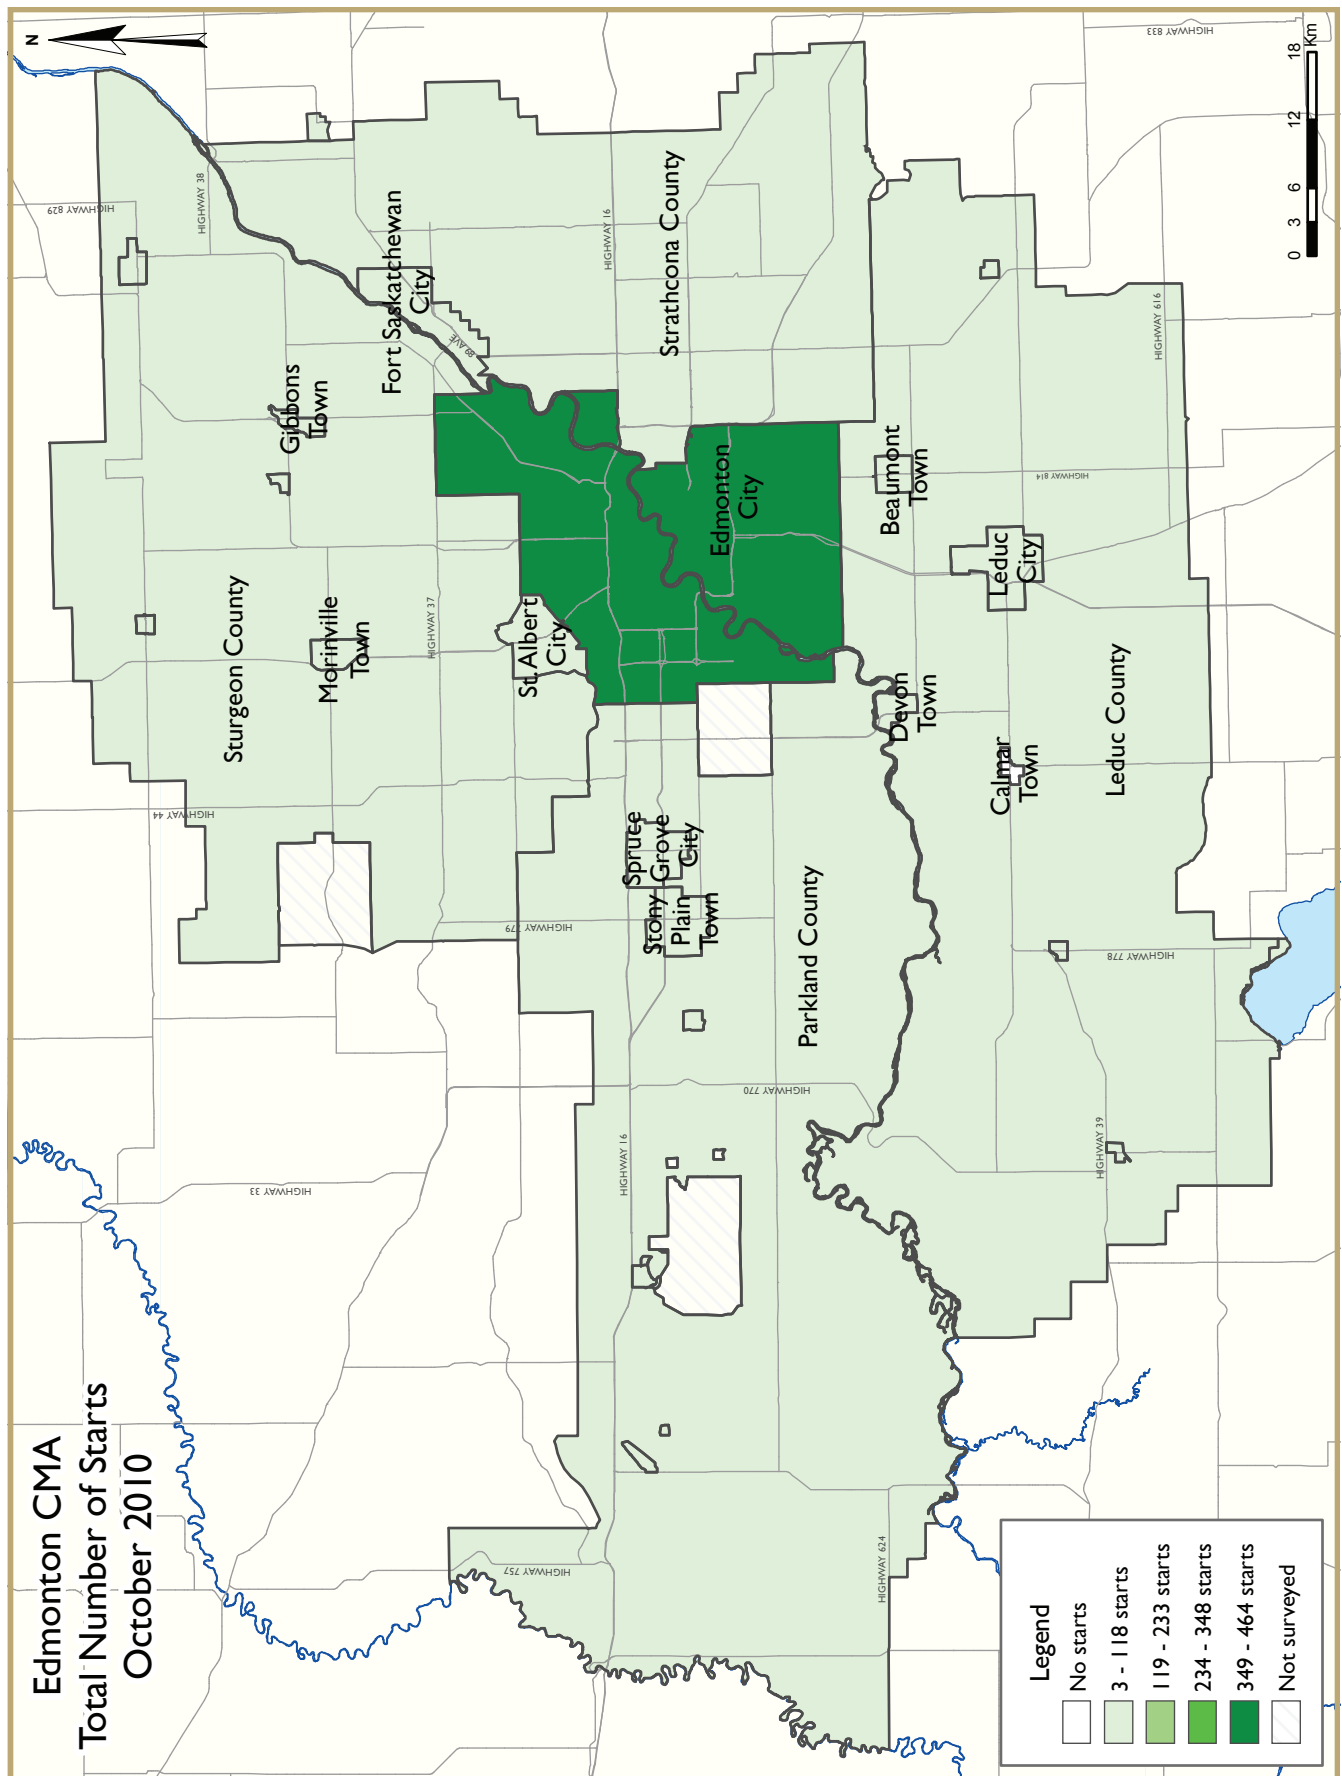 Edmonton CMA
Total Number of Starts
October 2010
N
HIGHWAY 829
HIGHWAY 38
HIGHWAY 833
Fort Saskatchewan
City
89 AVE
HIGHWAY 16
Strathcona County
Gibbons
Town
Sturgeon County
Morinville
Town
HIGHWAY 37
St. Albert
City
Edmonton
City
Beaumont
Town
HIGHWAY 814
HIGHWAY 616
Leduc
City
Devon
Town
Calmar
Town
Leduc County
HIGHWAY 44
HIGHWAY 779
Spruce
Grove
City
Stony
Plain
Town
Parkland County
HIGHWAY 778
HIGHWAY 770
HIGHWAY 39
HIGHWAY 16
HIGHWAY 33
HIGHWAY 757
HIGHWAY 624
Legend
No starts
3 - 118 starts
119 - 233 starts
234 - 348 starts
349 - 464 starts
Not surveyed
0 3 6 12 18
Km